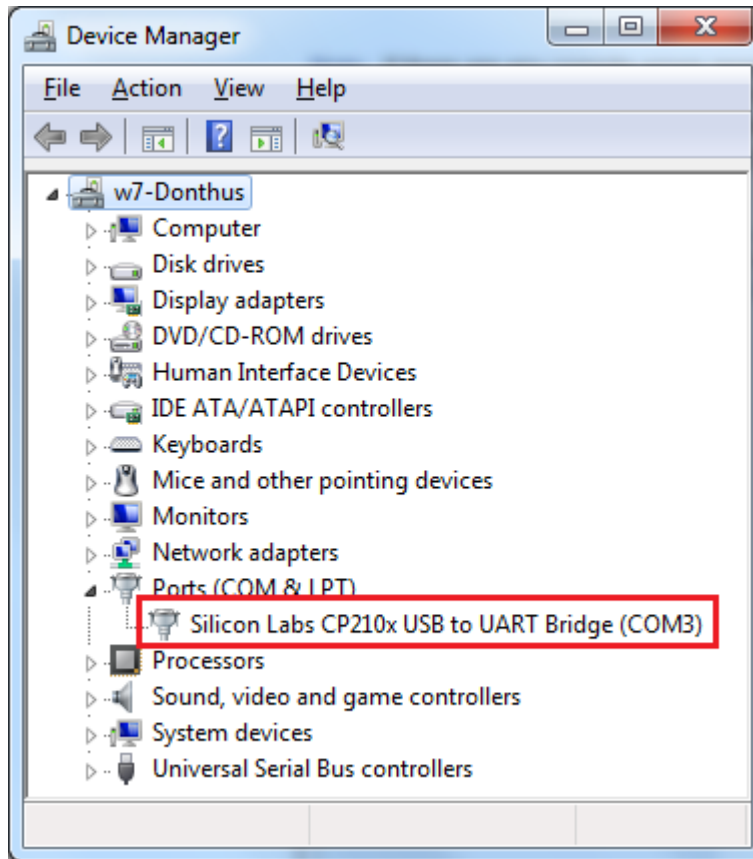 Device Manager
File Action View Help
w7-Donthus
Computer
Disk drives
Display adapters
DVD/CD-ROM drives
Human Interface Devices
IDE ATA/ATAPI controllers
Keyboards
Mice and other pointing devices
Monitors
Network adapters
Ports (COM & LPT)
Silicon Labs CP210x USB to UART Bridge (COM3)
Processors
Sound, video and game controllers
System devices
Universal Serial Bus controllers